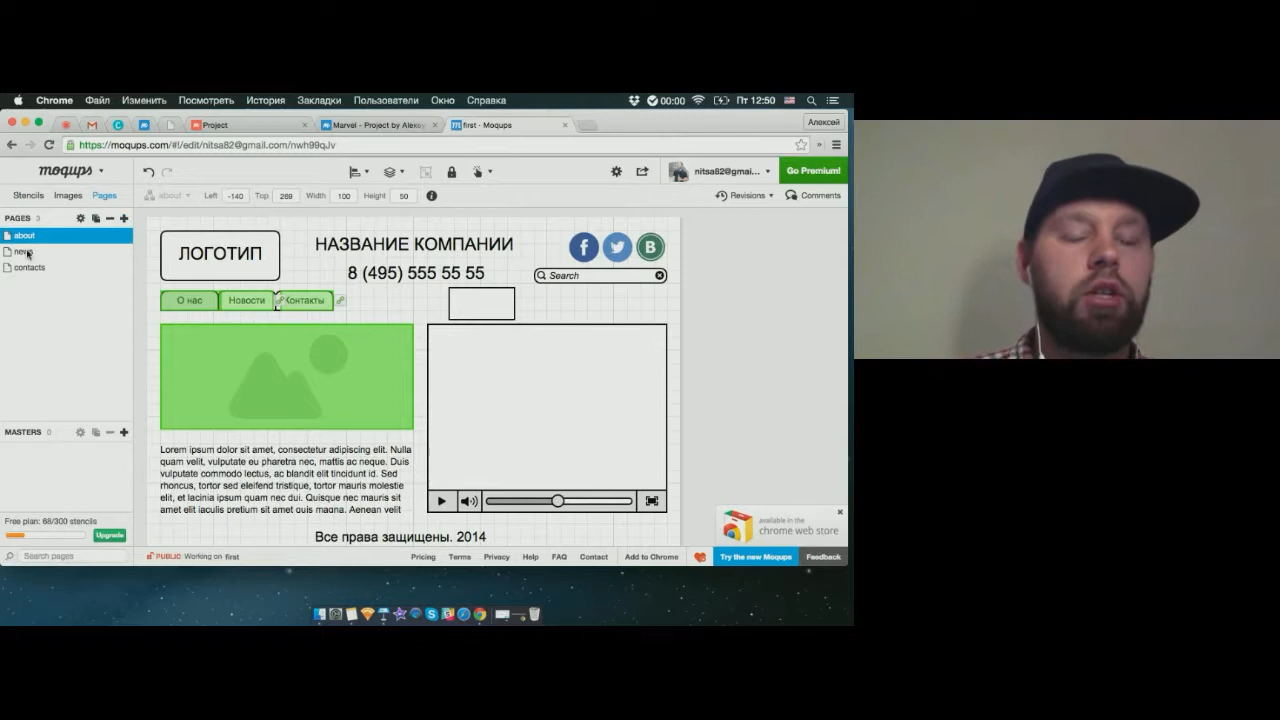 Chrome Файл Изменить Посмотреть История Закладки Пользователи Окно Справка 00:00 Пт 12:50
Project Marvel - Project by Aleksey first · Moqups Алексей
https://moqups.com/#!/edit/nitsa82@gmail.com/nwh99qJv
moqups nitsa82@gmai... Go Premium!
Stencils Images Pages about Left -140 Top 269 Width 100 Height 50 Revisions Comments
PAGES 3
about
news
contacts
ЛОГОТИП
НАЗВАНИЕ КОМПАНИИ
8 (495) 555 55 55
Search
О нас Новости Контакты
Lorem ipsum dolor sit amet, consectetur adipiscing elit. Nulla
quam velit, vulputate eu pharetra nec, mattis ac neque. Duis
vulputate commodo lectus, ac blandit elit tincidunt id. Sed
rhoncus, tortor sed eleifend tristique, tortor mauris molestie
elit, et lacinia ipsum quam nec dui. Quisque nec mauris sit
amet elit iaculis pretium sit amet quis magna. Aenean velit
Все права защищены. 2014
MASTERS 0
Free plan: 68/300 stencils
Upgrade
Search pages
available in the
chrome web store
PUBLIC Working on first Pricing Terms Privacy Help FAQ Contact Add to Chrome Try the new Moqups Feedback